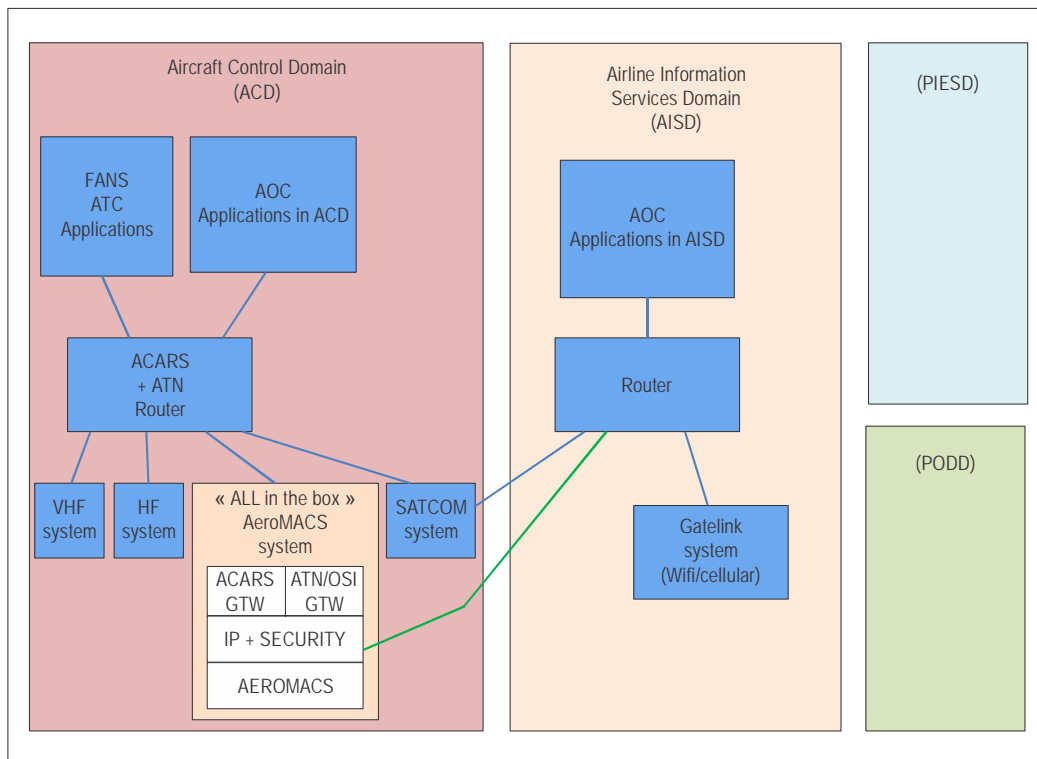 Aircraft Control Domain
(ACD)
FANS
ATC
Applications
AOC
Applications in ACD
ACARS
+ ATN
Router
VHF
system
HF
system
« ALL in the box »
AeroMACS
system
ACARS
GTW
ATN/OSI
GTW
IP + SECURITY
AEROMACS
SATCOM
system
Airline Information
Services Domain
(AISD)
AOC
Applications in AISD
Router
Gatelink
system
(Wifi/cellular)
(PIESD)
(PODD)